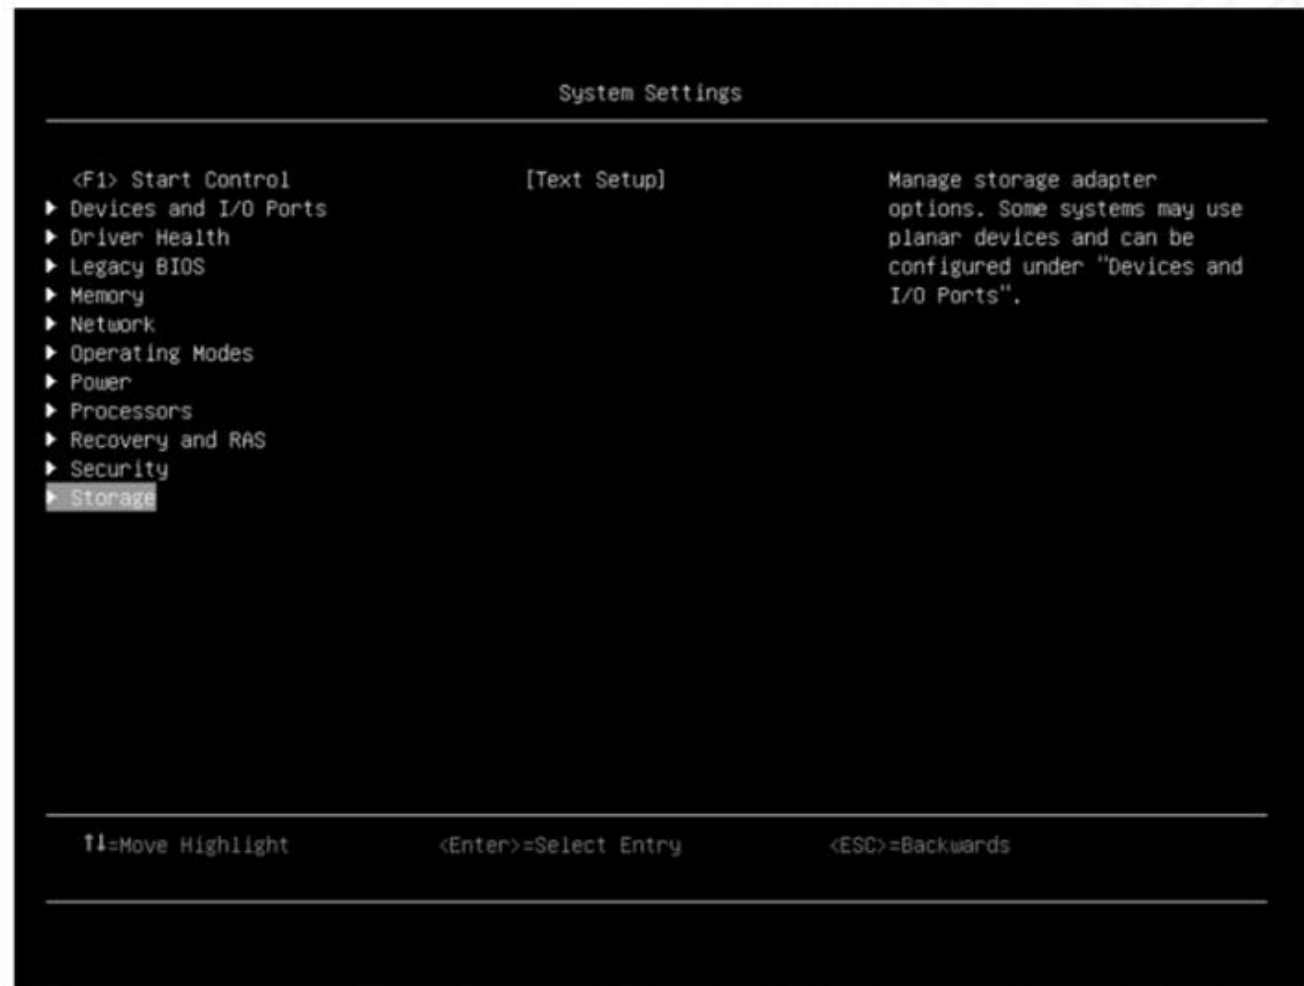 System Settings
<F1> Start Control [Text Setup]
Devices and I/O Ports
Driver Health
Legacy BIOS
Memory
Network
Operating Modes
Power
Processors
Recovery and RAS
Security
Storage
Manage storage adapter
options. Some systems may use
planar devices and can be
configured under "Devices and
I/O Ports".
↑↓=Move Highlight <Enter>=Select Entry <ESC>=Backwards